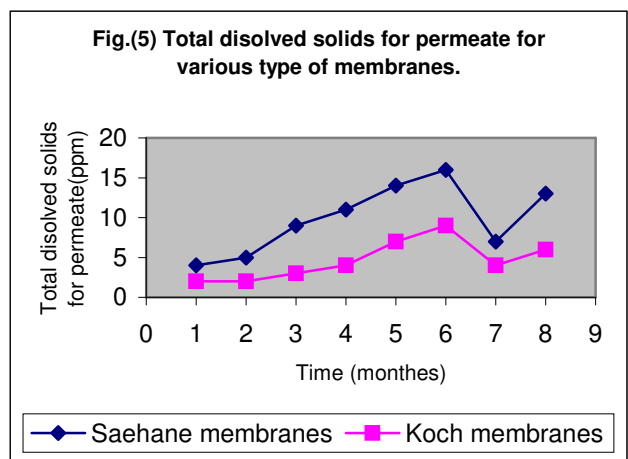 Fig.(5) Total disolved solids for permeate for
various type of membranes.
Total disolved solids
for permeate(ppm)
20
15
10
5
0
0 1 2 3 4 5 6 7 8 9
Time (monthes)
Saehane membranes Koch membranes